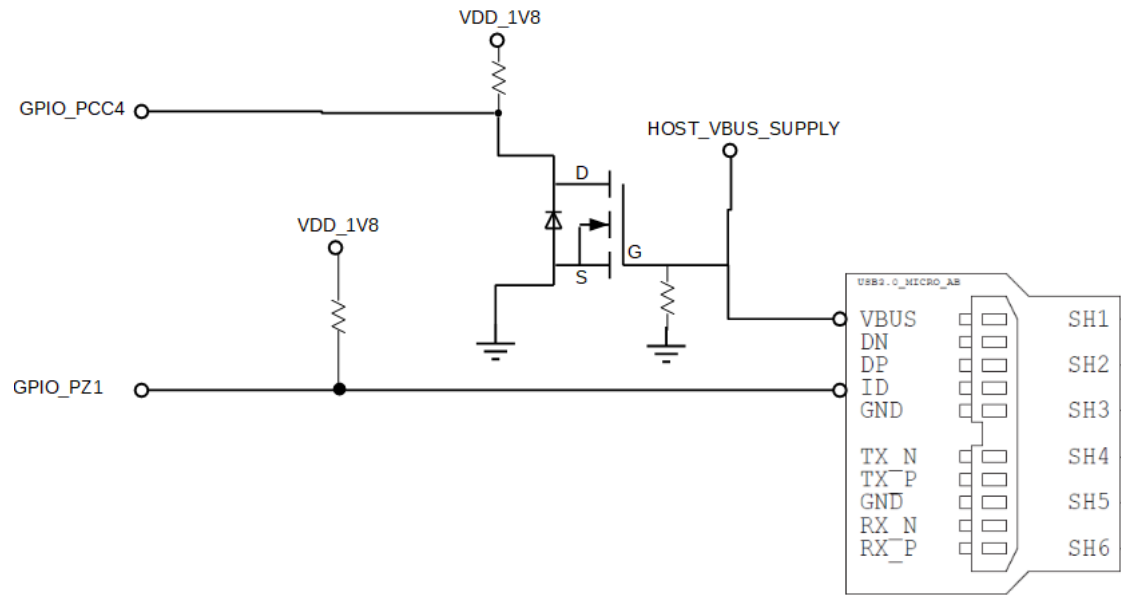 VDD_1V8
GPIO_PCC4
HOST_VBUS_SUPPLY
D
VDD_1V8
G
S
USB2.0_MICRO_AB
VBUS SH1
DN
DP SH2
ID
GPIO_PZ1
GND SH3
TX_N SH4
TX_P
GND SH5
RX_N
RX_P SH6